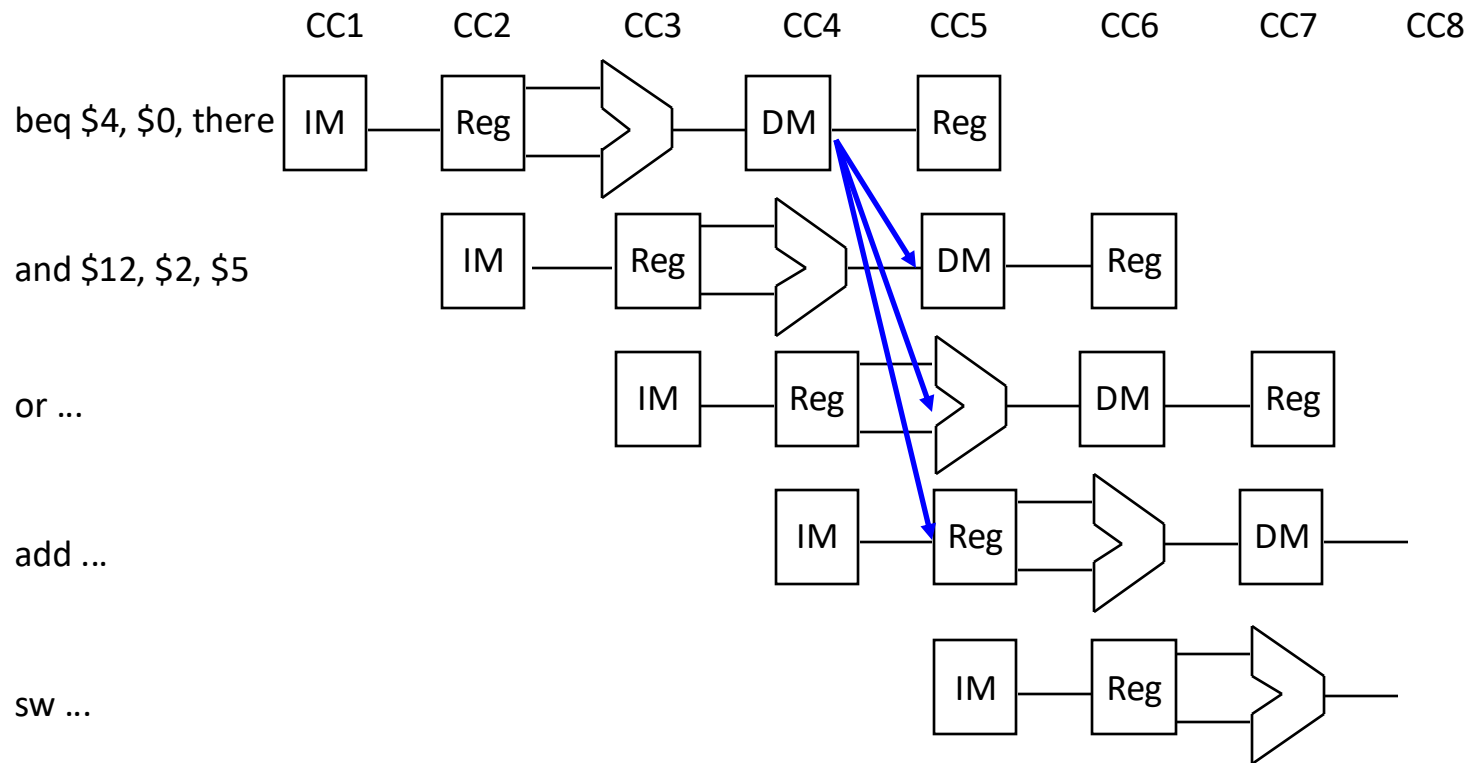 CC1 CC2 CC3 CC4 CC5 CC6 CC7 CC8
beq $4, $0, there IM Reg DM Reg
and $12, $2, $5 IM Reg DM Reg
or ... IM Reg DM Reg
add ... IM Reg DM
sw ... IM Reg